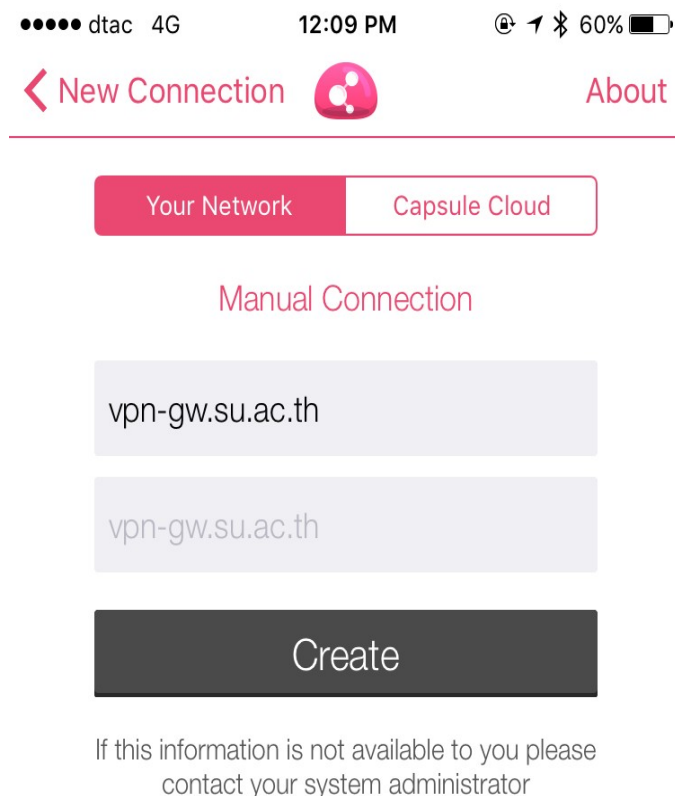 dtac 4G 12:09 PM 60%
New Connection About
Your Network Capsule Cloud
Manual Connection
vpn-gw.su.ac.th
vpn-gw.su.ac.th
Create
If this information is not available to you please
contact your system administrator